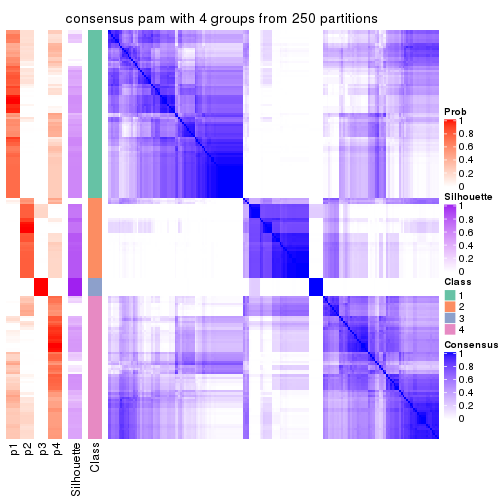 consensus pam with 4 groups from 250 partitions
Prob
1
0.8
0.6
0.4
0.2
0
Silhouette
1
0.8
0.6
0.4
0.2
0
Class
1
2
3
4
Consensus
1
0.8
0.6
0.4
0.2
0
p1
p2
p3
p4
Silhouette
Class